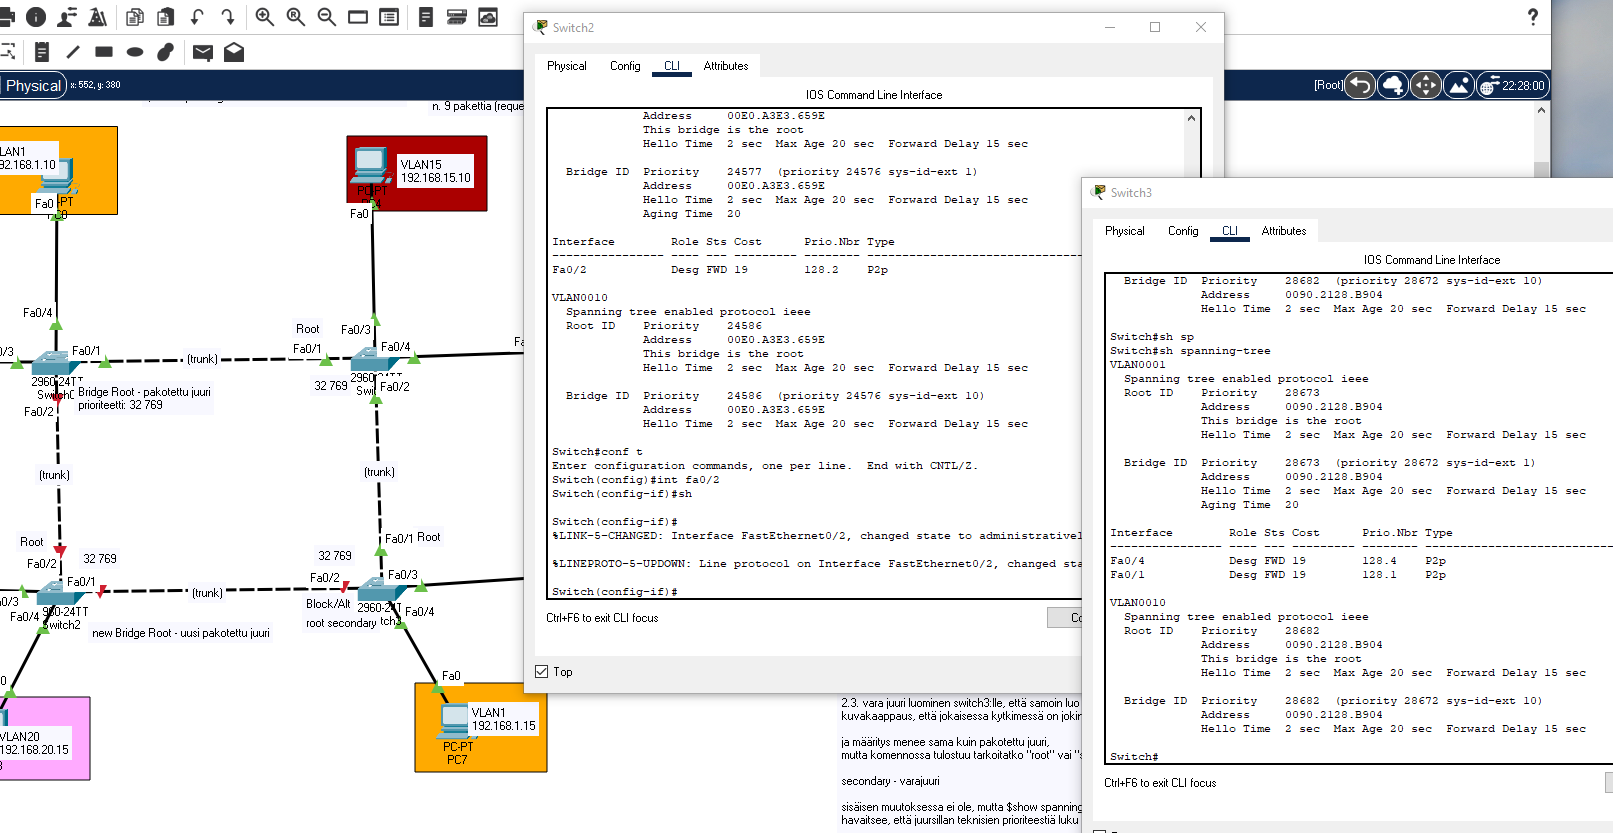 Physical
x: 552, y: 380
[Root]
22:28:00
?
n. 9 pakettia (reque
LAN1
92.168.1.10
Fa0
-PT
VLAN15
192.168.15.10
Fa0
Fa0/4
Fa0/1
(trunk)
Root
Fa0/1
Fa0/3
Fa0/4
Fa
0/3
2960-24TT
Switch0
Bridge Root - pakotettu juuri
prioriteetti: 32 769
Fa0/2
32 769
Fa0/2
(trunk)
(trunk)
Root
Fa0/2
32 769
Fa0/1
(trunk)
0/3
Fa0/4
960-24TT
Switch2
new Bridge Root - uusi pakotettu juuri
32 769
Fa0/1 Root
Fa0/2
Fa0/3
Block/Alt
root secondary
2960-24T
tch3
Fa0/4
Fa0
VLAN1
192.168.1.15
PC-PT
PC7
0
VLAN20
192.168.20.15
Switch2
Physical Config CLI Attributes
IOS Command Line Interface
Address 00E0.A3E3.659E
This bridge is the root
Hello Time 2 sec Max Age 20 sec Forward Delay 15 sec
Bridge ID Priority 24577 (priority 24576 sys-id-ext 1)
Address 00E0.A3E3.659E
Hello Time 2 sec Max Age 20 sec Forward Delay 15 sec
Aging Time 20
Interface Role Sts Cost Prio.Nbr Type
---------------- ---- --- --------- -------- --------------------------------
Fa0/2 Desg FWD 19 128.2 P2p
VLAN0010
Spanning tree enabled protocol ieee
Root ID Priority 24586
Address 00E0.A3E3.659E
This bridge is the root
Hello Time 2 sec Max Age 20 sec Forward Delay 15 sec
Bridge ID Priority 24586 (priority 24576 sys-id-ext 10)
Address 00E0.A3E3.659E
Hello Time 2 sec Max Age 20 sec Forward Delay 15 sec
Switch#conf t
Enter configuration commands, one per line. End with CNTL/Z.
Switch(config)#int fa0/2
Switch(config-if)#sh
Switch(config-if)#
%LINK-5-CHANGED: Interface FastEthernet0/2, changed state to administrativel
%LINEPROTO-5-UPDOWN: Line protocol on Interface FastEthernet0/2, changed sta
Switch(config-if)#
Ctrl+F6 to exit CLI focus
Co
Top
Switch3
Physical Config CLI Attributes
IOS Command Line Interface
Bridge ID Priority 28682 (priority 28672 sys-id-ext 10)
Address 0090.2128.B904
Hello Time 2 sec Max Age 20 sec Forward Delay 15 sec
Switch#sh sp
Switch#sh spanning-tree
VLAN0001
Spanning tree enabled protocol ieee
Root ID Priority 28673
Address 0090.2128.B904
This bridge is the root
Hello Time 2 sec Max Age 20 sec Forward Delay 15 sec
Bridge ID Priority 28673 (priority 28672 sys-id-ext 1)
Address 0090.2128.B904
Hello Time 2 sec Max Age 20 sec Forward Delay 15 sec
Aging Time 20
Interface Role Sts Cost Prio.Nbr Type
---------------- ---- --- --------- -------- --------------------------------
Fa0/4 Desg FWD 19 128.4 P2p
Fa0/1 Desg FWD 19 128.1 P2p
VLAN0010
Spanning tree enabled protocol ieee
Root ID Priority 28682
Address 0090.2128.B904
This bridge is the root
Hello Time 2 sec Max Age 20 sec Forward Delay 15 sec
Bridge ID Priority 28682 (priority 28672 sys-id-ext 10)
Address 0090.2128.B904
Hello Time 2 sec Max Age 20 sec Forward Delay 15 sec
Switch#
Ctrl+F6 to exit CLI focus
2.3. vara juuri luominen switch3:lle, että samoin luo
kuvakaappaus, että jokaisessa kytkimessä on jokin
ja määritys menee sama kuin pakotettu juuri,
mutta komennossa tulostuu tarkoitatko "root" vai "s
secondary - varajuuri
sisäisen muutoksessa ei ole, mutta $show spanning
havaitsee, että juursillan teknisien prioriteestiä luku